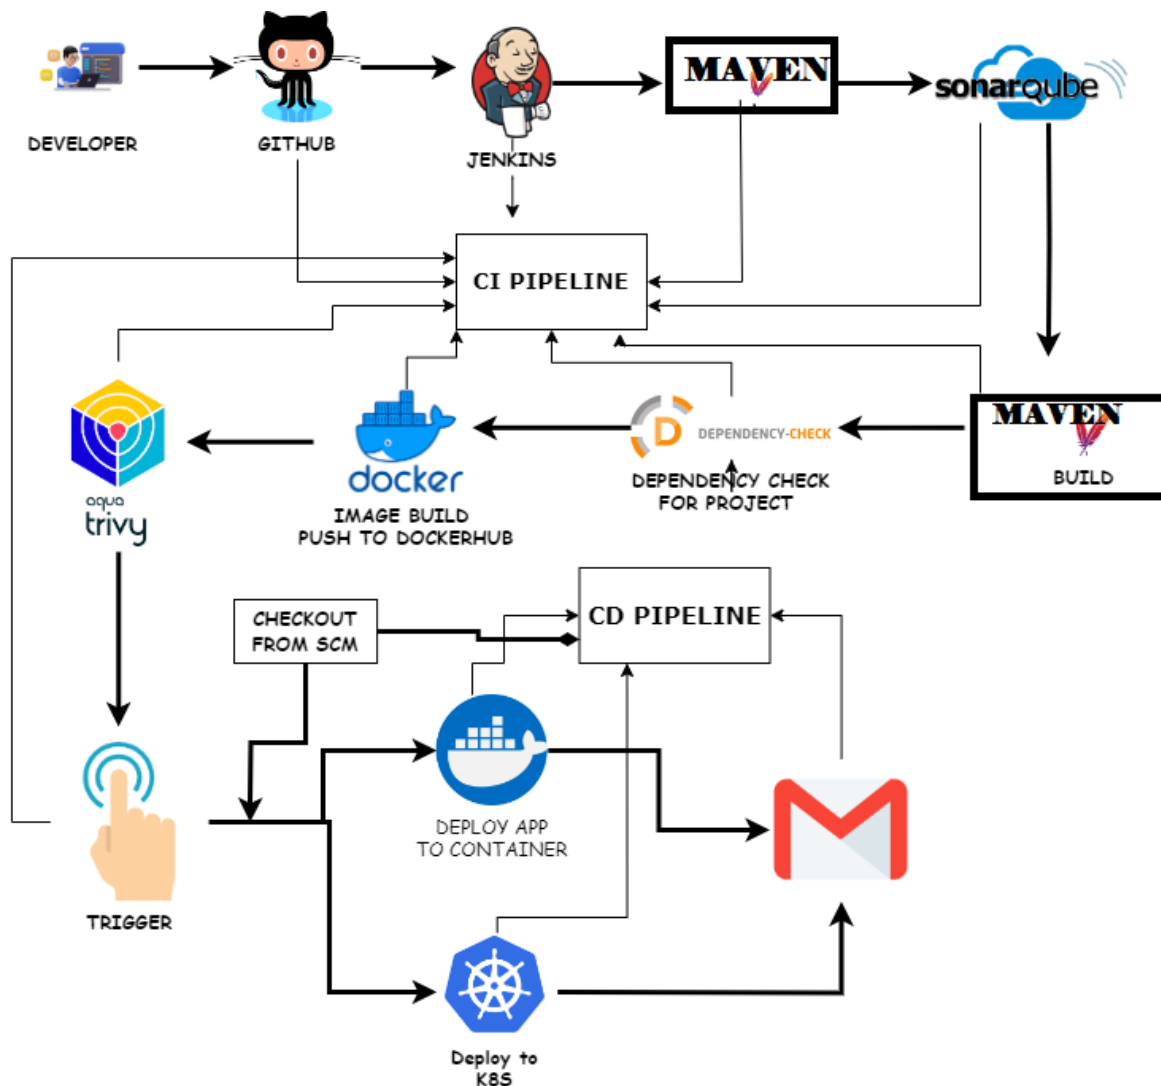 MAVEN
sonarqube
DEVELOPER
GITHUB
JENKINS
CI PIPELINE
MAVEN
BUILD
D
DEPENDENCY-CHECK
DEPENDENCY CHECK
FOR PROJECT
docker
IMAGE BUILD
PUSH TO DOCKERHUB
aqua
trivy
CHECKOUT
FROM SCM
CD PIPELINE
DEPLOY APP
TO CONTAINER
TRIGGER
Deploy to
K8S